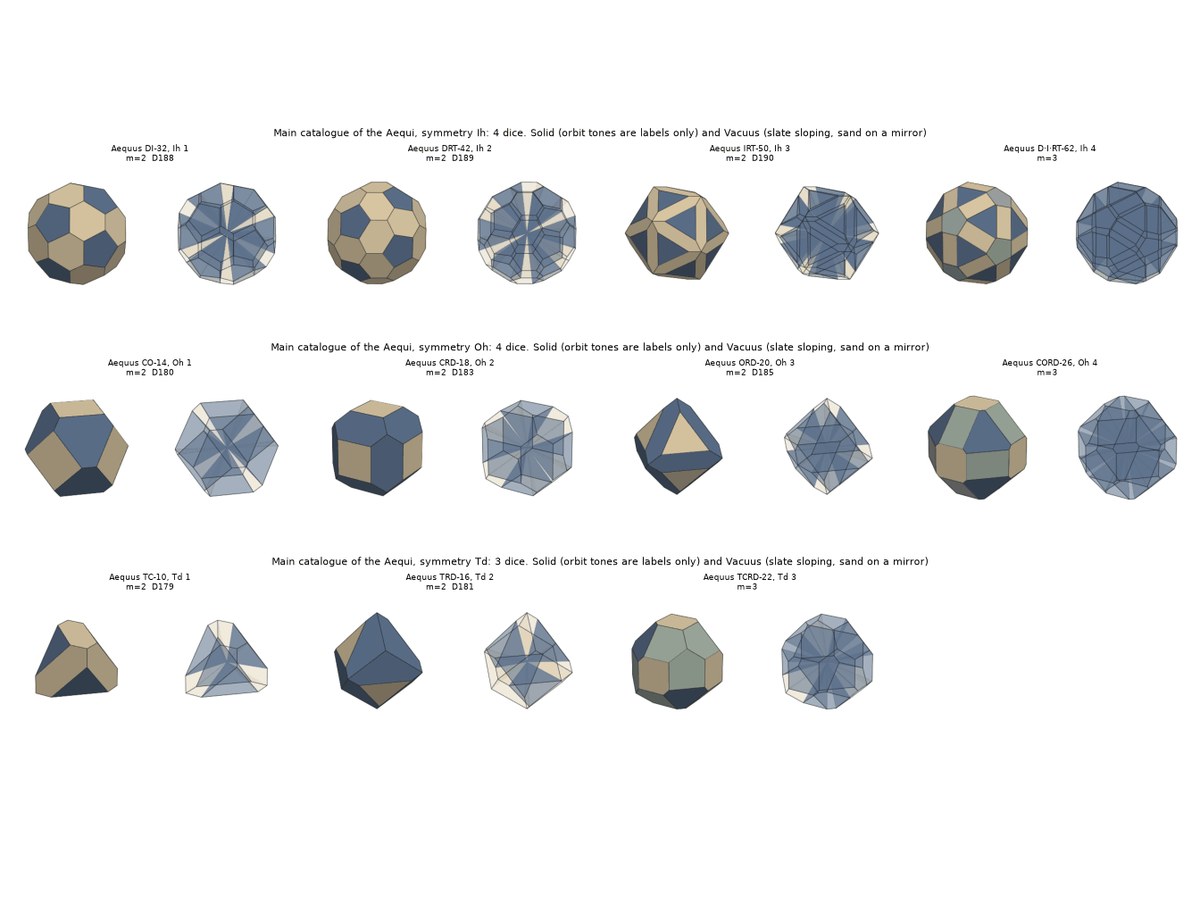 Main catalogue of the Aequi, symmetry Ih: 4 dice. Solid (orbit tones are labels only) and Vacuus (slate sloping, sand on a mirror)
Aequus DI-32, Ih 1
m=2 D188
Aequus DRT-42, Ih 2
m=2 D189
Aequus IRT-50, Ih 3
m=2 D190
Aequus D·I·RT-62, Ih 4
m=3
Main catalogue of the Aequi, symmetry Oh: 4 dice. Solid (orbit tones are labels only) and Vacuus (slate sloping, sand on a mirror)
Aequus CO-14, Oh 1
m=2 D180
Aequus CRD-18, Oh 2
m=2 D183
Aequus ORD-20, Oh 3
m=2 D185
Aequus CORD-26, Oh 4
m=3
Main catalogue of the Aequi, symmetry Td: 3 dice. Solid (orbit tones are labels only) and Vacuus (slate sloping, sand on a mirror)
Aequus TC-10, Td 1
m=2 D179
Aequus TRD-16, Td 2
m=2 D181
Aequus TCRD-22, Td 3
m=3